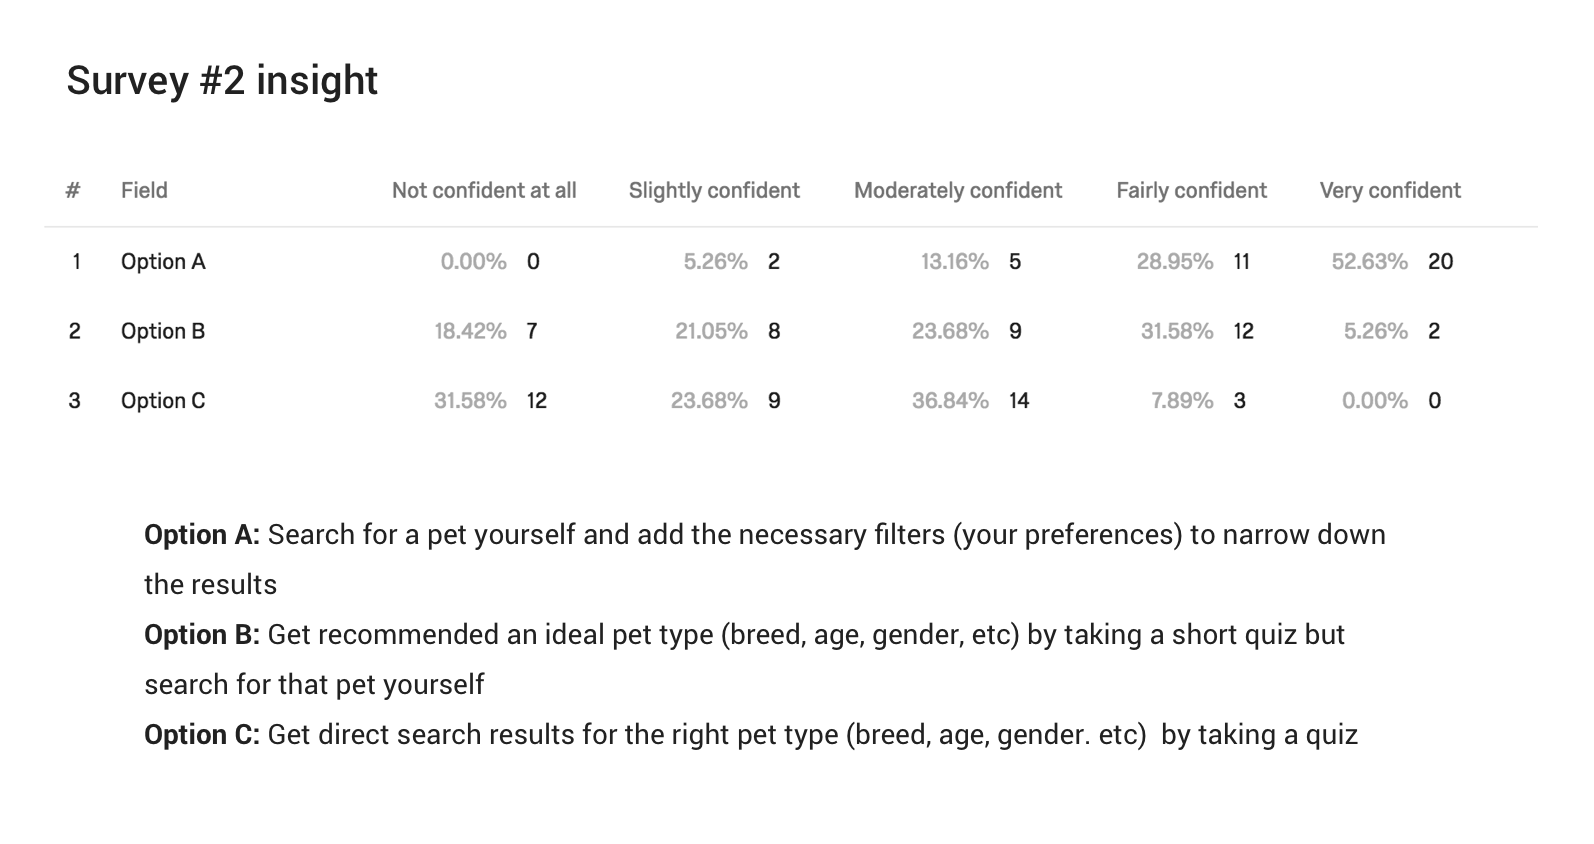 Survey #2 insight
# Field Not confident at all Slightly confident Moderately confident Fairly confident Very confident
1 Option A 0.00% 0 5.26% 2 13.16% 5 28.95% 11 52.63% 20
2 Option B 18.42% 7 21.05% 8 23.68% 9 31.58% 12 5.26% 2
3 Option C 31.58% 12 23.68% 9 36.84% 14 7.89% 3 0.00% 0
Option A: Search for a pet yourself and add the necessary filters (your preferences) to narrow down
the results
Option B: Get recommended an ideal pet type (breed, age, gender, etc) by taking a short quiz but
search for that pet yourself
Option C: Get direct search results for the right pet type (breed, age, gender. etc)  by taking a quiz